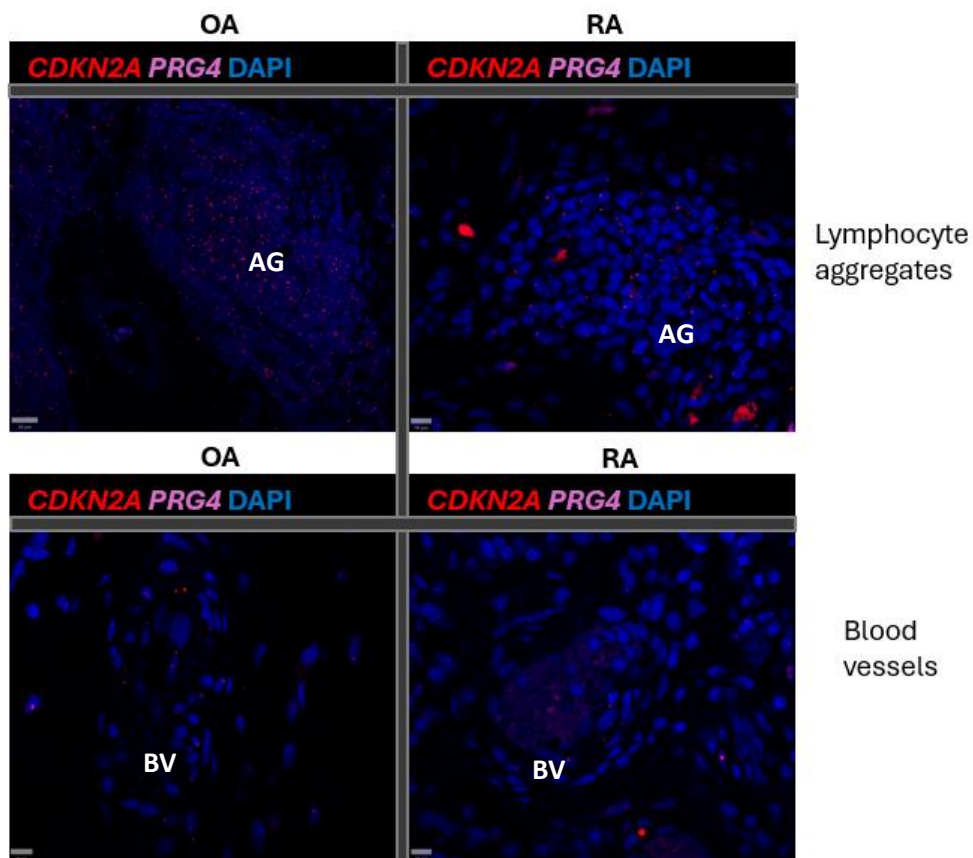 OA RA
CDKN2A PRG4 DAPI CDKN2A PRG4 DAPI
AG
AG
Lymphocyte
aggregates
OA RA
CDKN2A PRG4 DAPI CDKN2A PRG4 DAPI
BV
BV
Blood
vessels